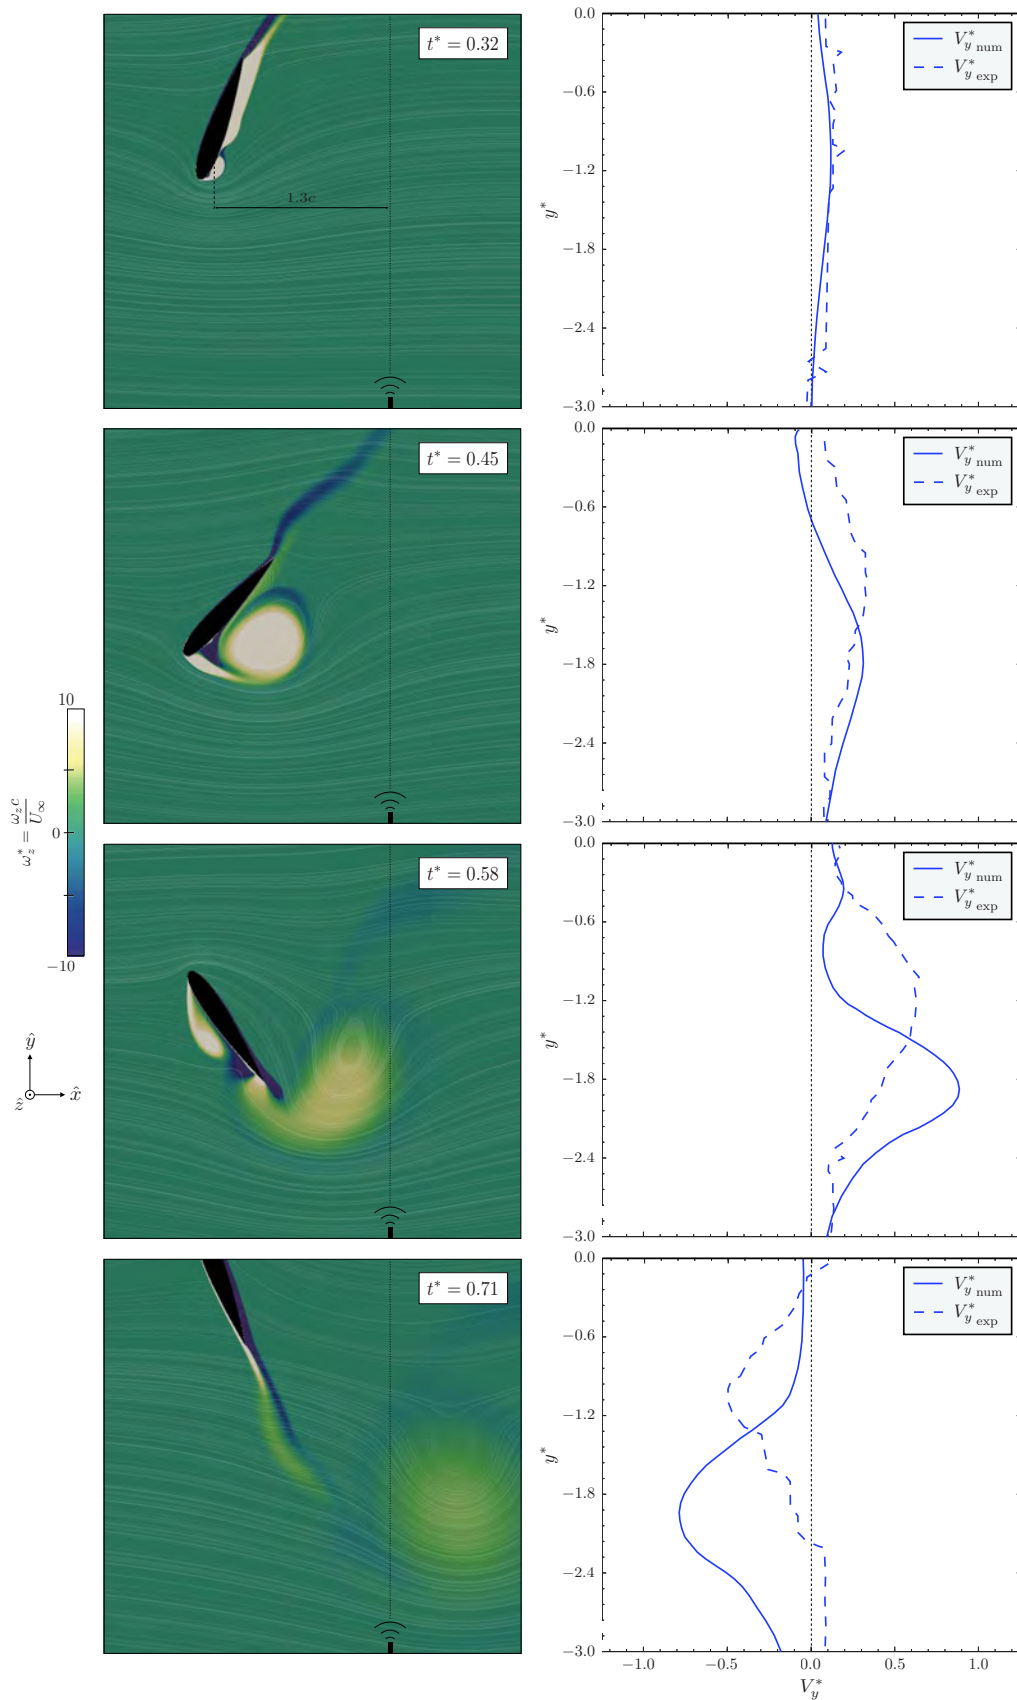 t* = 0.32
1.3c
0.0
−0.6
−1.2
−1.8
−2.4
−3.0
y*
V*y num
V*y exp
t* = 0.45
0.0
−0.6
−1.2
−1.8
−2.4
−3.0
y*
V*y num
V*y exp
10
0
−10
ω*z = ωz c / U∞
t* = 0.58
0.0
−0.6
−1.2
−1.8
−2.4
−3.0
y*
V*y num
V*y exp
ŷ
ẑ x̂
t* = 0.71
0.0
−0.6
−1.2
−1.8
−2.4
−3.0
y*
V*y num
V*y exp
−1.0 −0.5 0.0 0.5 1.0
V*y